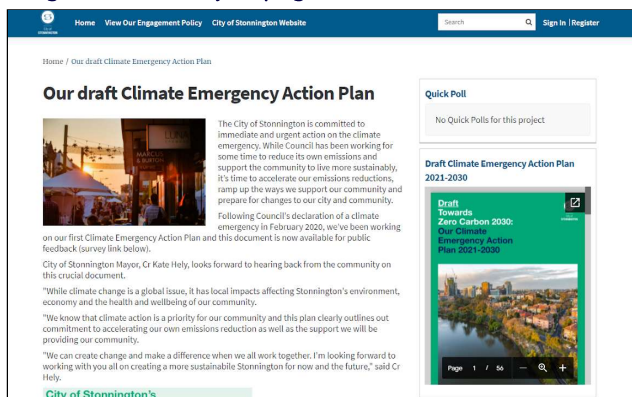 Home View Our Engagement Policy City of Stonnington Website
Search
Sign In | Register
Home / Our draft Climate Emergency Action Plan
Our draft Climate Emergency Action Plan
The City of Stonnington is committed to
immediate and urgent action on the climate
emergency. While Council has been working for
some time to reduce its own emissions and
support the community to live more sustainably,
it's time to accelerate our emissions reductions,
ramp up the ways we support our community and
prepare for changes to our city and community.
Following Council's declaration of a climate
emergency in February 2020, we've been working
on our first Climate Emergency Action Plan and this document is now available for public
feedback (survey link below).
City of Stonnington Mayor, Cr Kate Hely, looks forward to hearing back from the community on
this crucial document.
"While climate change is a global issue, it has local impacts affecting Stonnington's environment,
economy and the health and wellbeing of our community.
"We know that climate action is a priority for our community and this plan clearly outlines out
commitment to accelerating our own emissions reduction as well as the support we will be
providing our community.
"We can create change and make a difference when we all work together. I'm looking forward to
working with you all on creating a more sustainabile Stonnington for now and the future," said Cr
Hely.
City of Stonnington's
MARCUS
& BURTON
Quick Poll
No Quick Polls for this project
Draft Climate Emergency Action Plan
2021-2030
Draft
Towards
Zero Carbon 2030:
Our Climate
Emergency Action
Plan 2021-2030
Page 1 / 56 — +